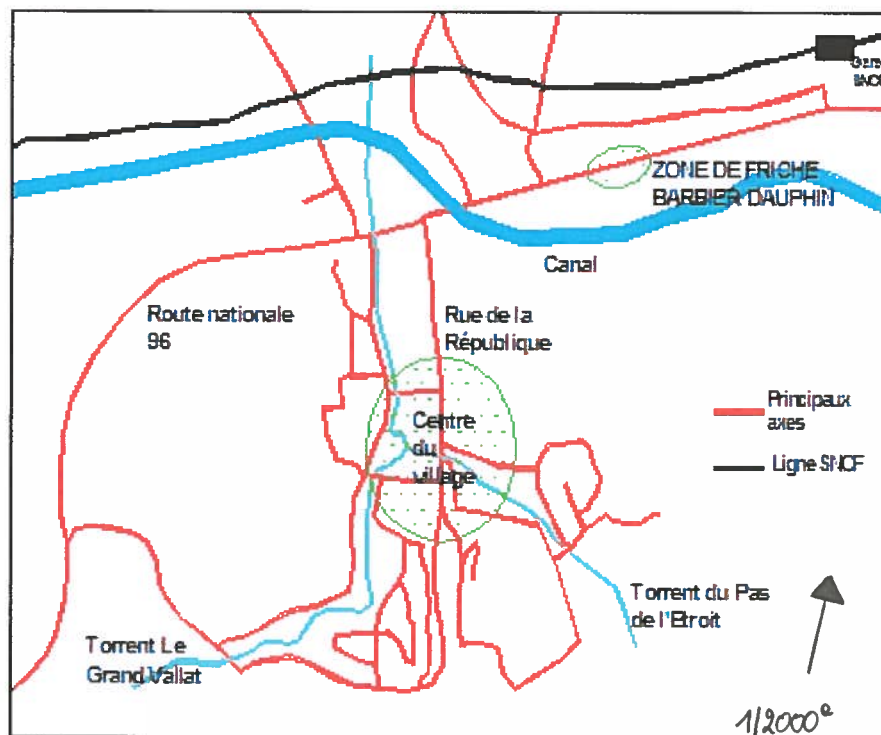 Gare
ZONE DE FRICHE
BARBIER DAUPHIN
Canal
Route nationale
96
Rue de la
République
Centre
du
village
Principaux
axes
Ligne SNCF
Torrent du Pas
de l'Etroit
Torrent Le
Grand Vallat
1/2000e